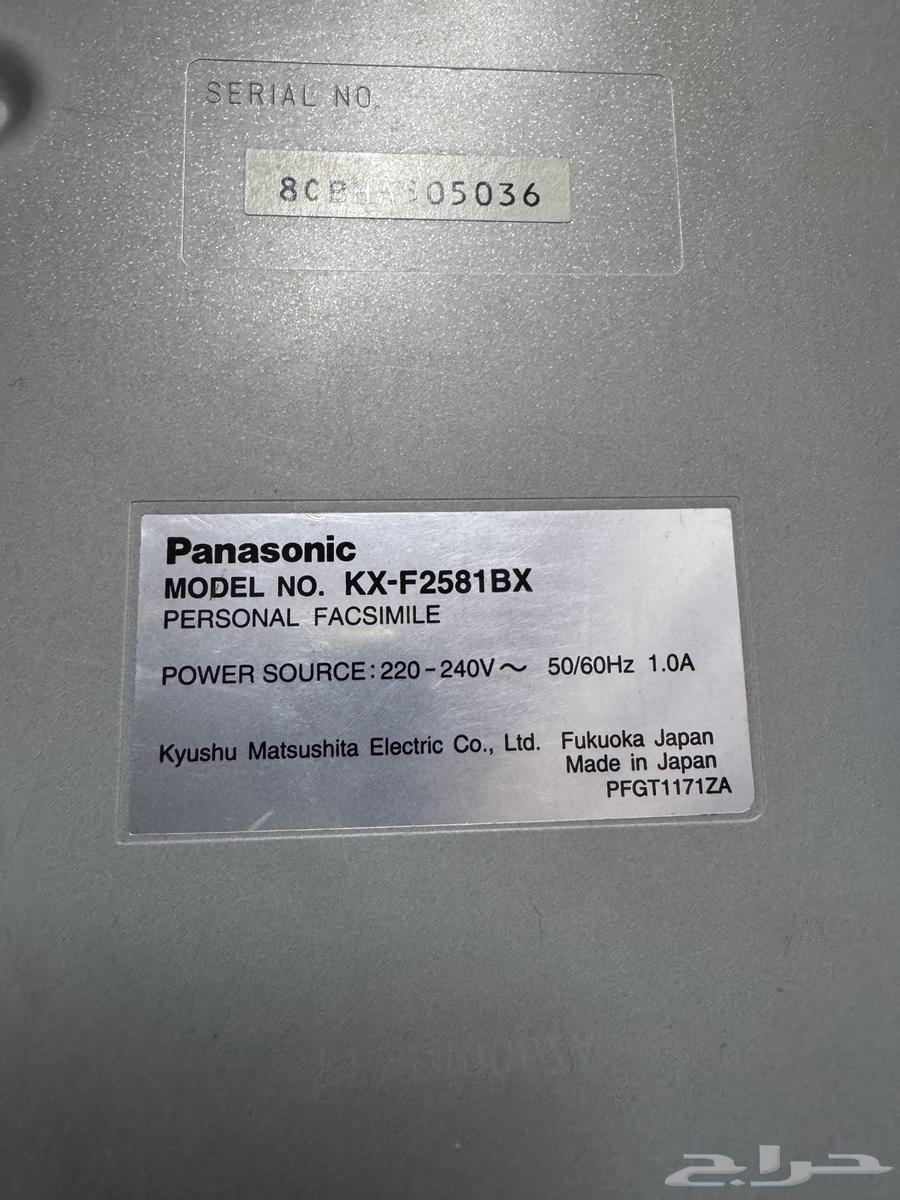 SERIAL NO.
Panasonic
MODEL NO. KX-F2581BX
PERSONAL FACSIMILE
POWER SOURCE: 220-240V～ 50/60Hz 1.0A
Kyushu Matsushita Electric Co., Ltd. Fukuoka Japan
Made in Japan
PFGT1171ZA
حراج